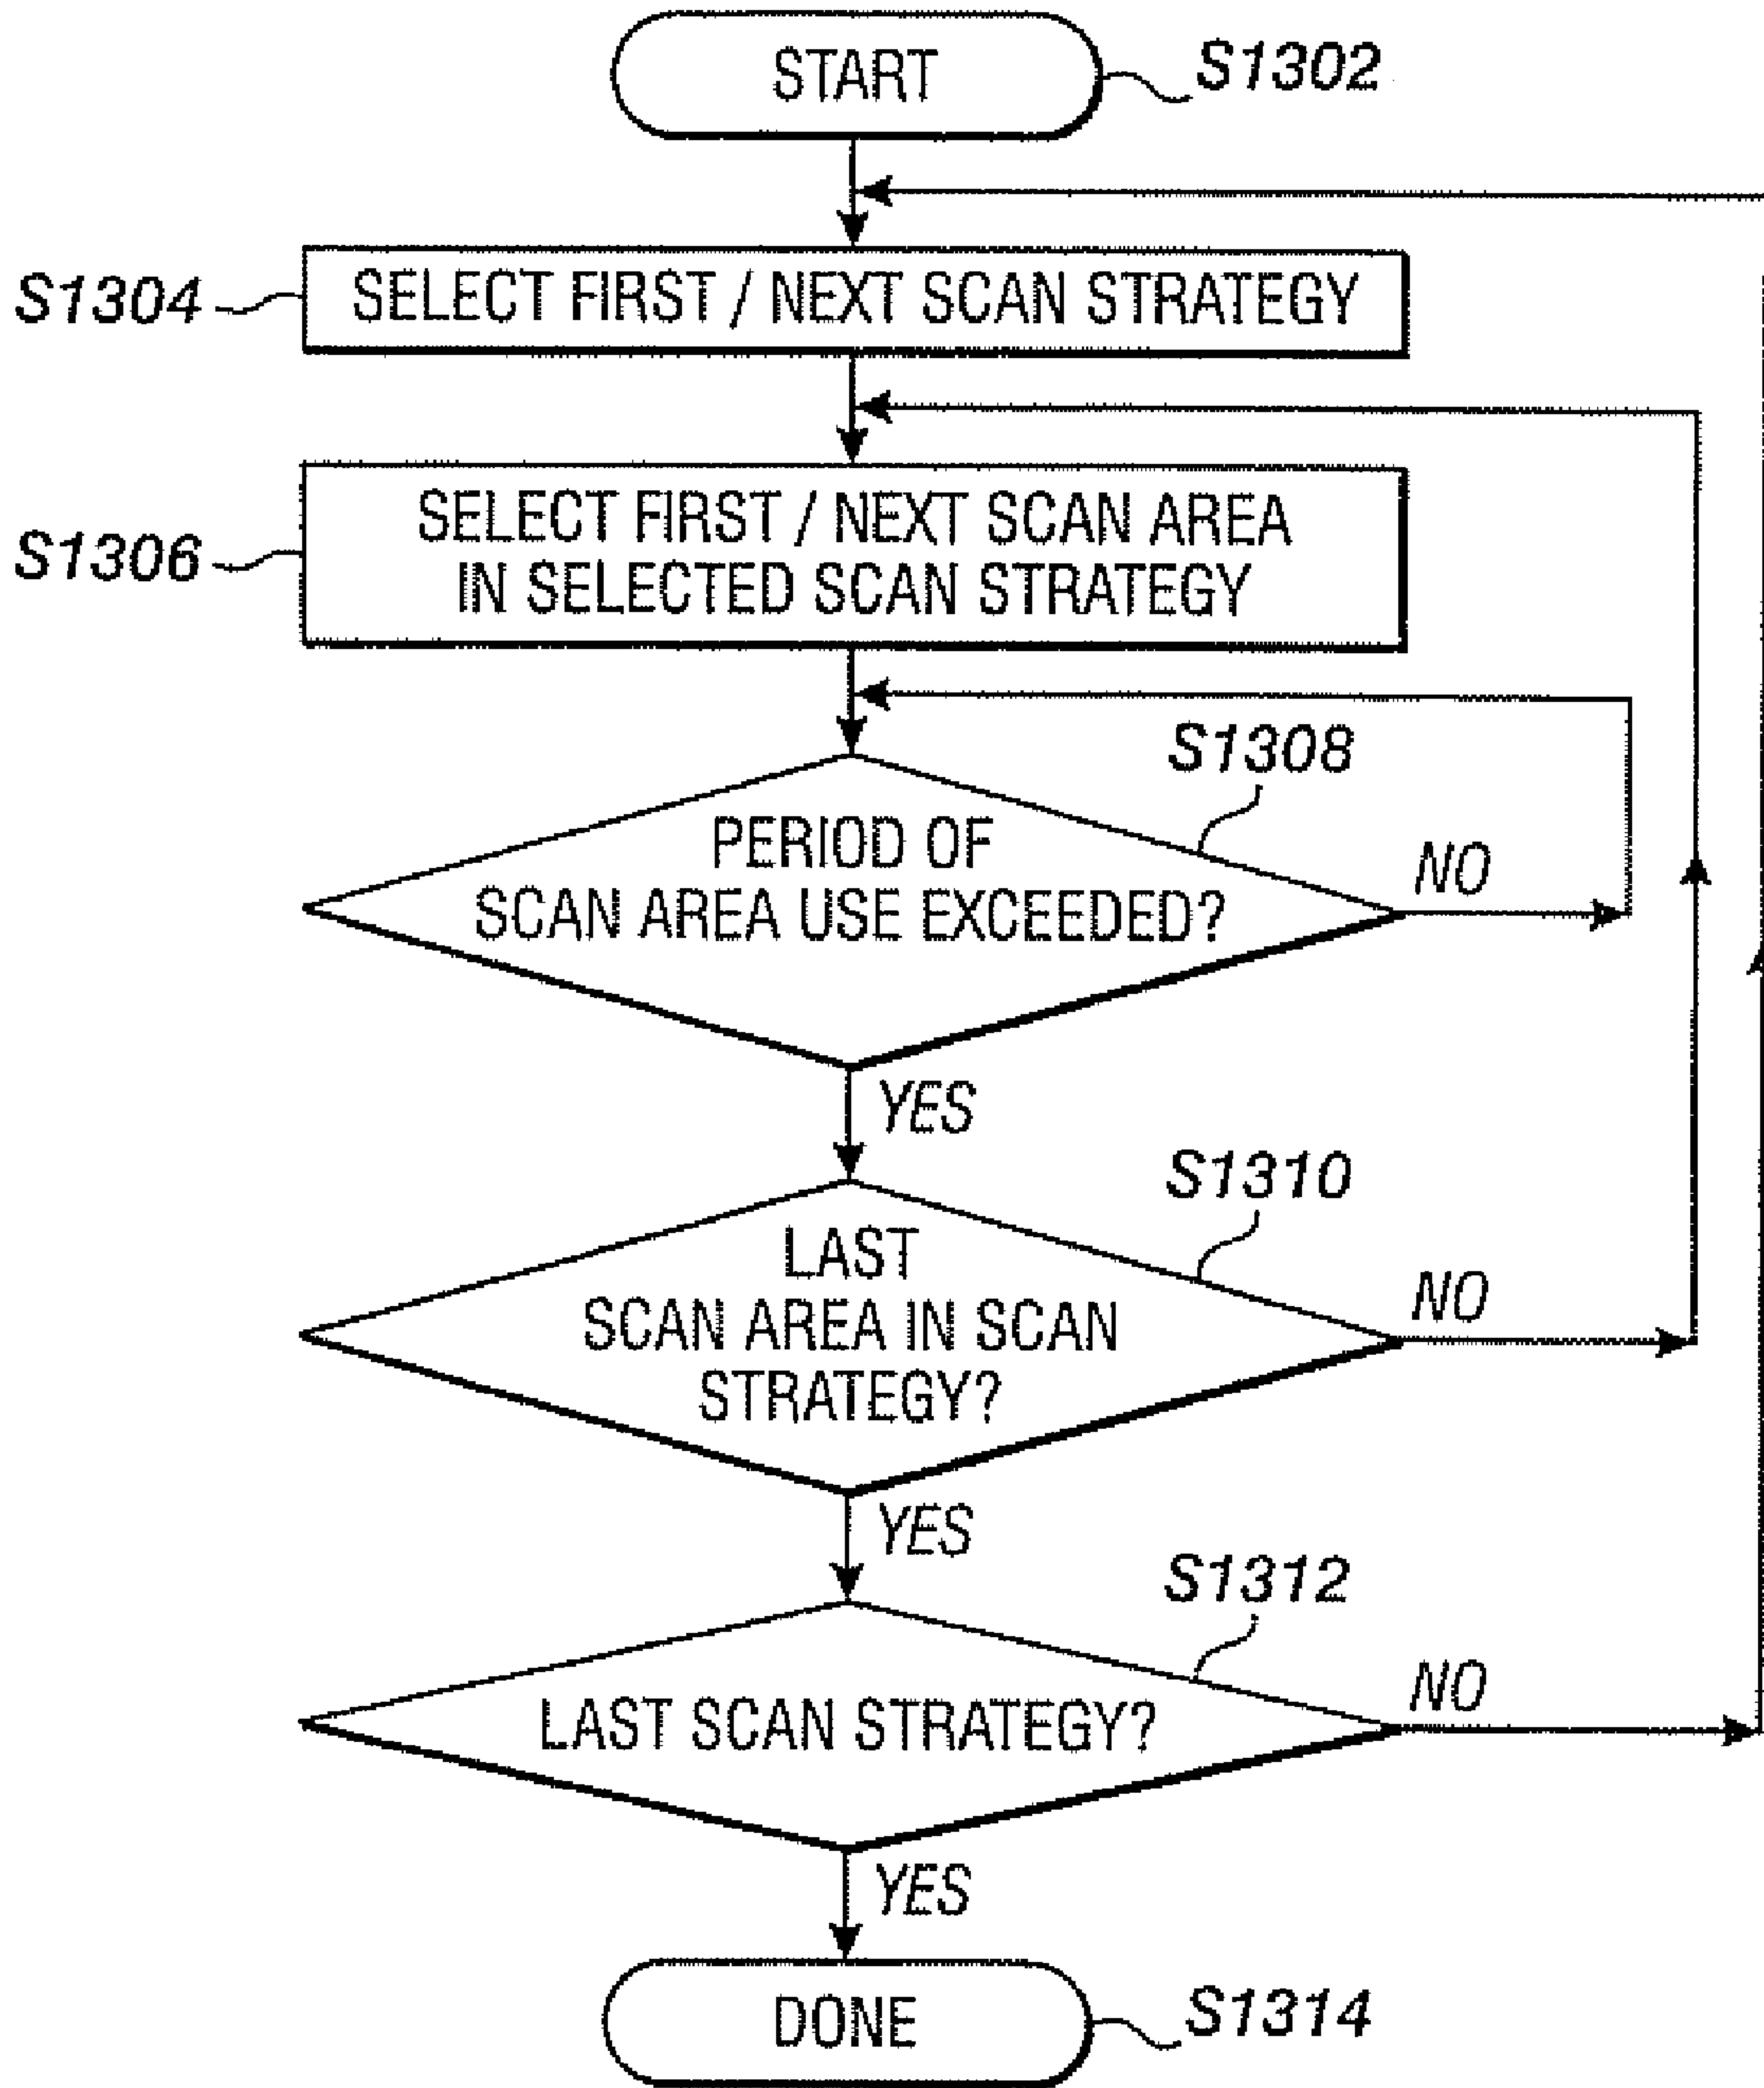 START
S1302
S1304
SELECT FIRST / NEXT SCAN STRATEGY
S1306
SELECT FIRST / NEXT SCAN AREA
IN SELECTED SCAN STRATEGY
S1308
PERIOD OF
SCAN AREA USE EXCEEDED?
NO
YES
S1310
LAST
SCAN AREA IN SCAN
STRATEGY?
NO
YES
S1312
LAST SCAN STRATEGY?
NO
YES
DONE
S1314